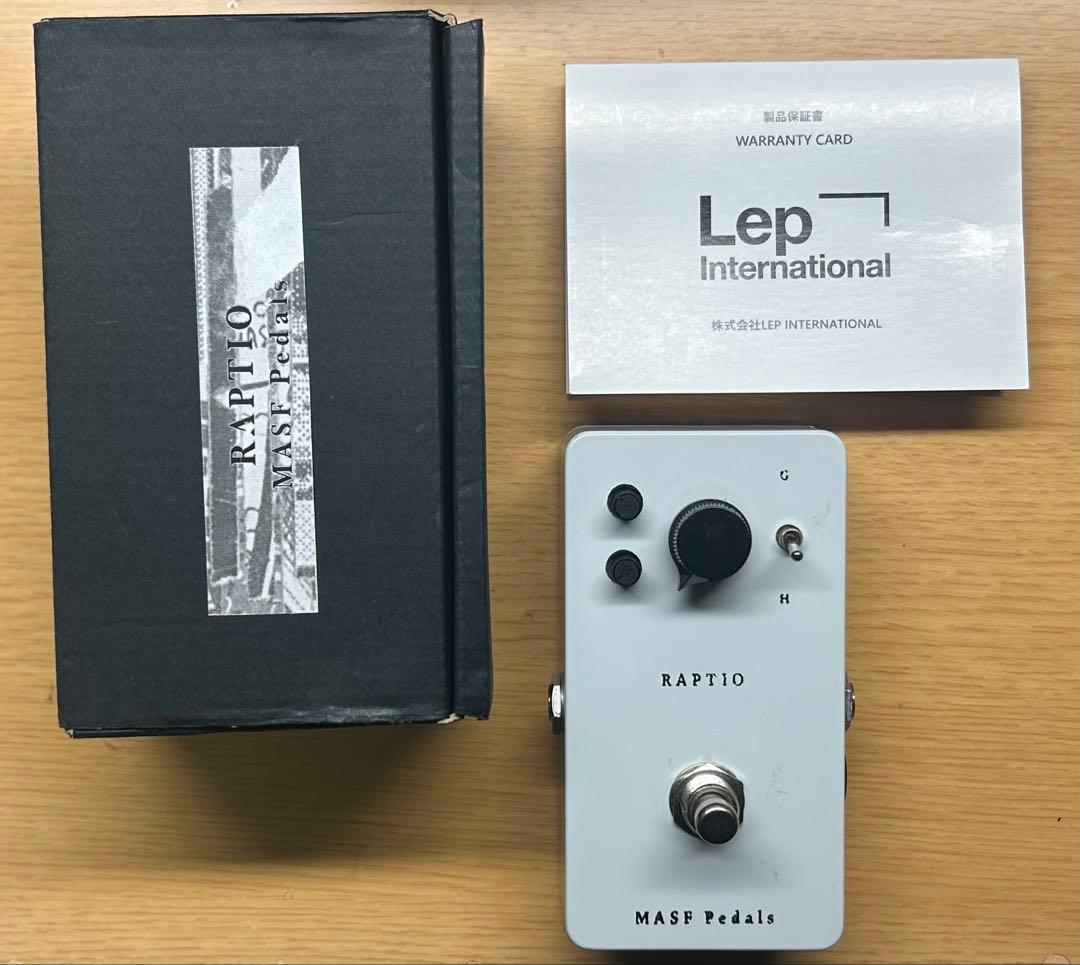 RAPTIO
MASF Pedals
製品保証書
WARRANTY CARD
Lep
International
株式会社LEP INTERNATIONAL
G
H
RAPTIO
MASF Pedals